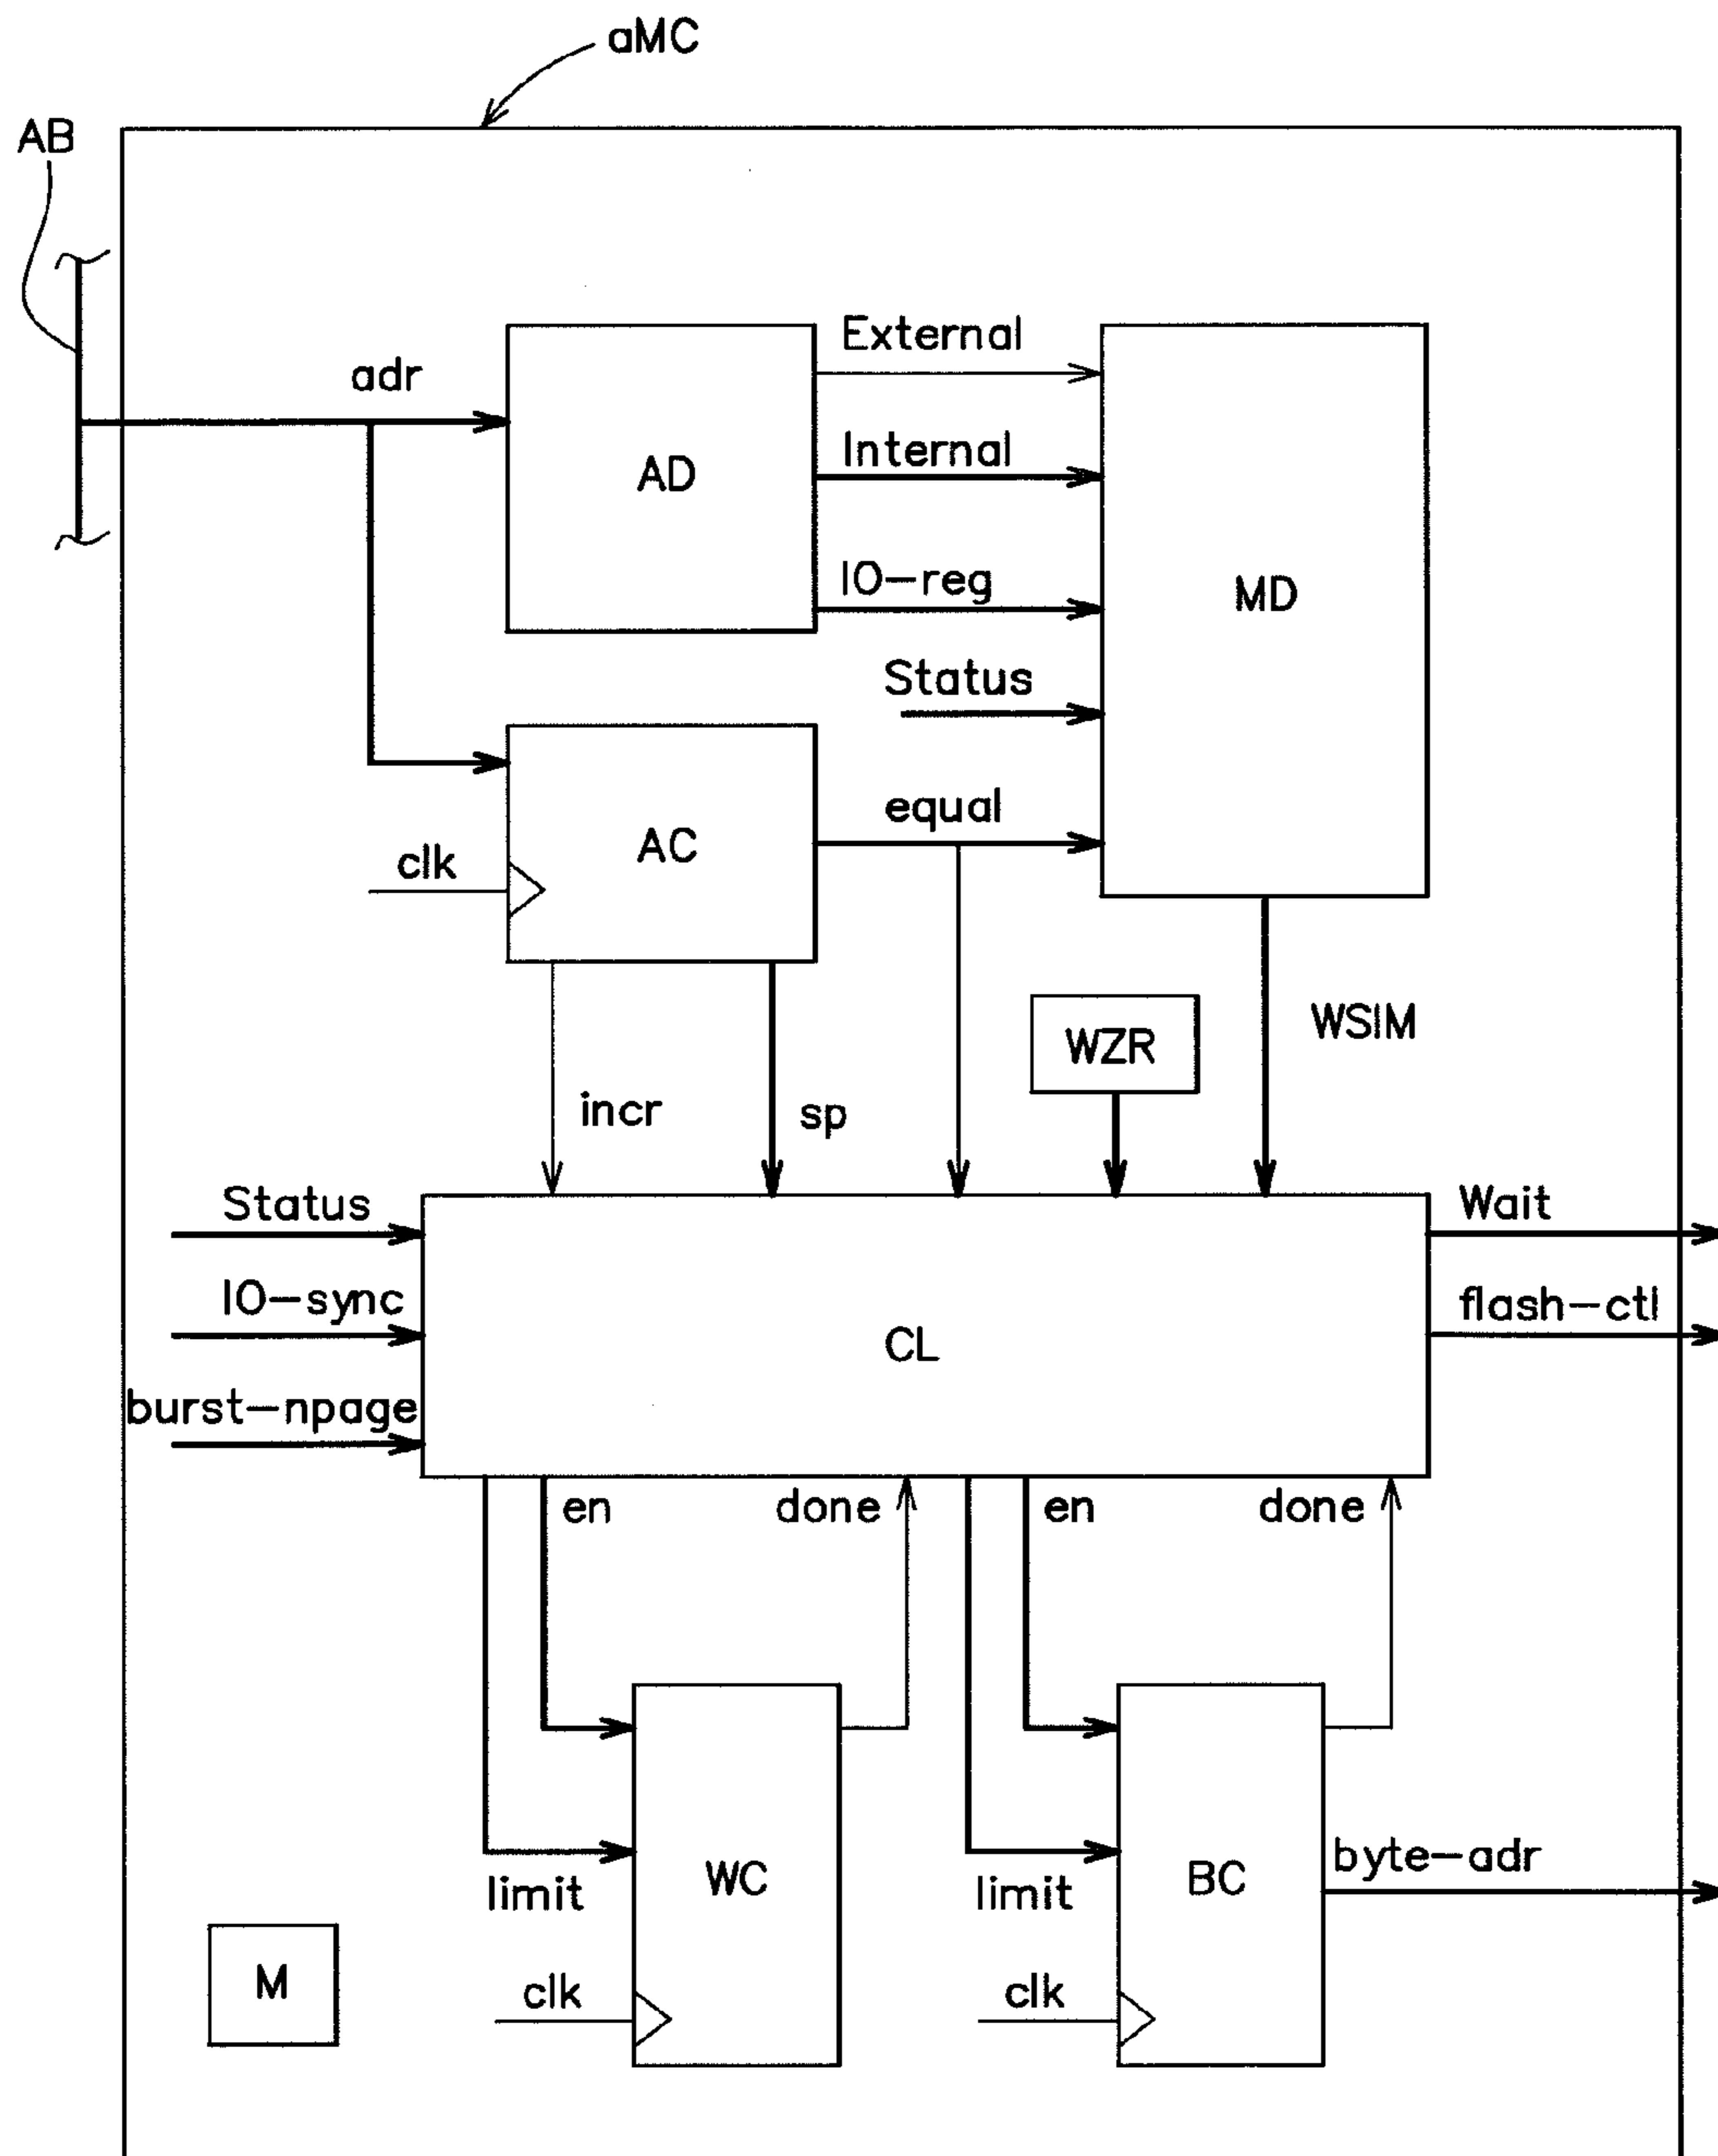 aMC
AB
adr
External
Internal
AD
IO-reg
MD
Status
AC
equal
clk
WZR
WSIM
incr
sp
Status
Wait
IO-sync
flash-ctl
CL
burst-npage
en
done
en
done
limit
WC
limit
BC
byte-adr
M
clk
clk